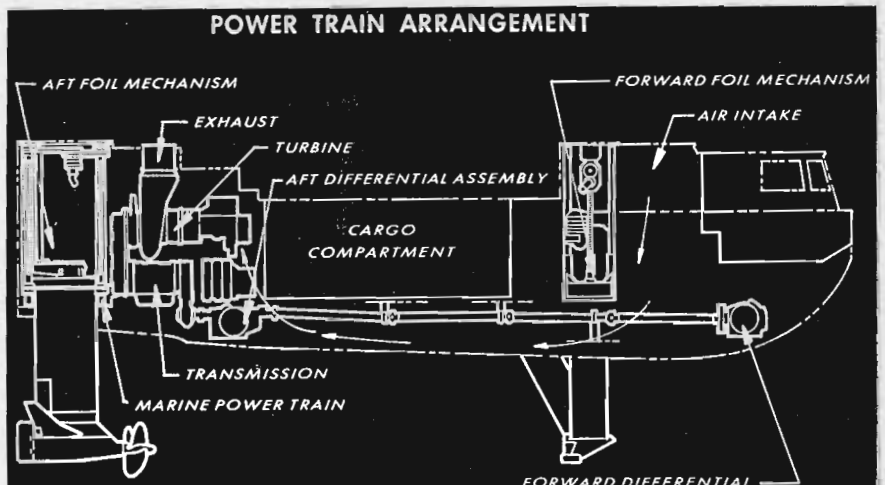 POWER TRAIN ARRANGEMENT
AFT FOIL MECHANISM
FORWARD FOIL MECHANISM
EXHAUST
AIR INTAKE
TURBINE
AFT DIFFERENTIAL ASSEMBLY
CARGO
COMPARTMENT
TRANSMISSION
MARINE POWER TRAIN
FORWARD DIFFERENTIAL